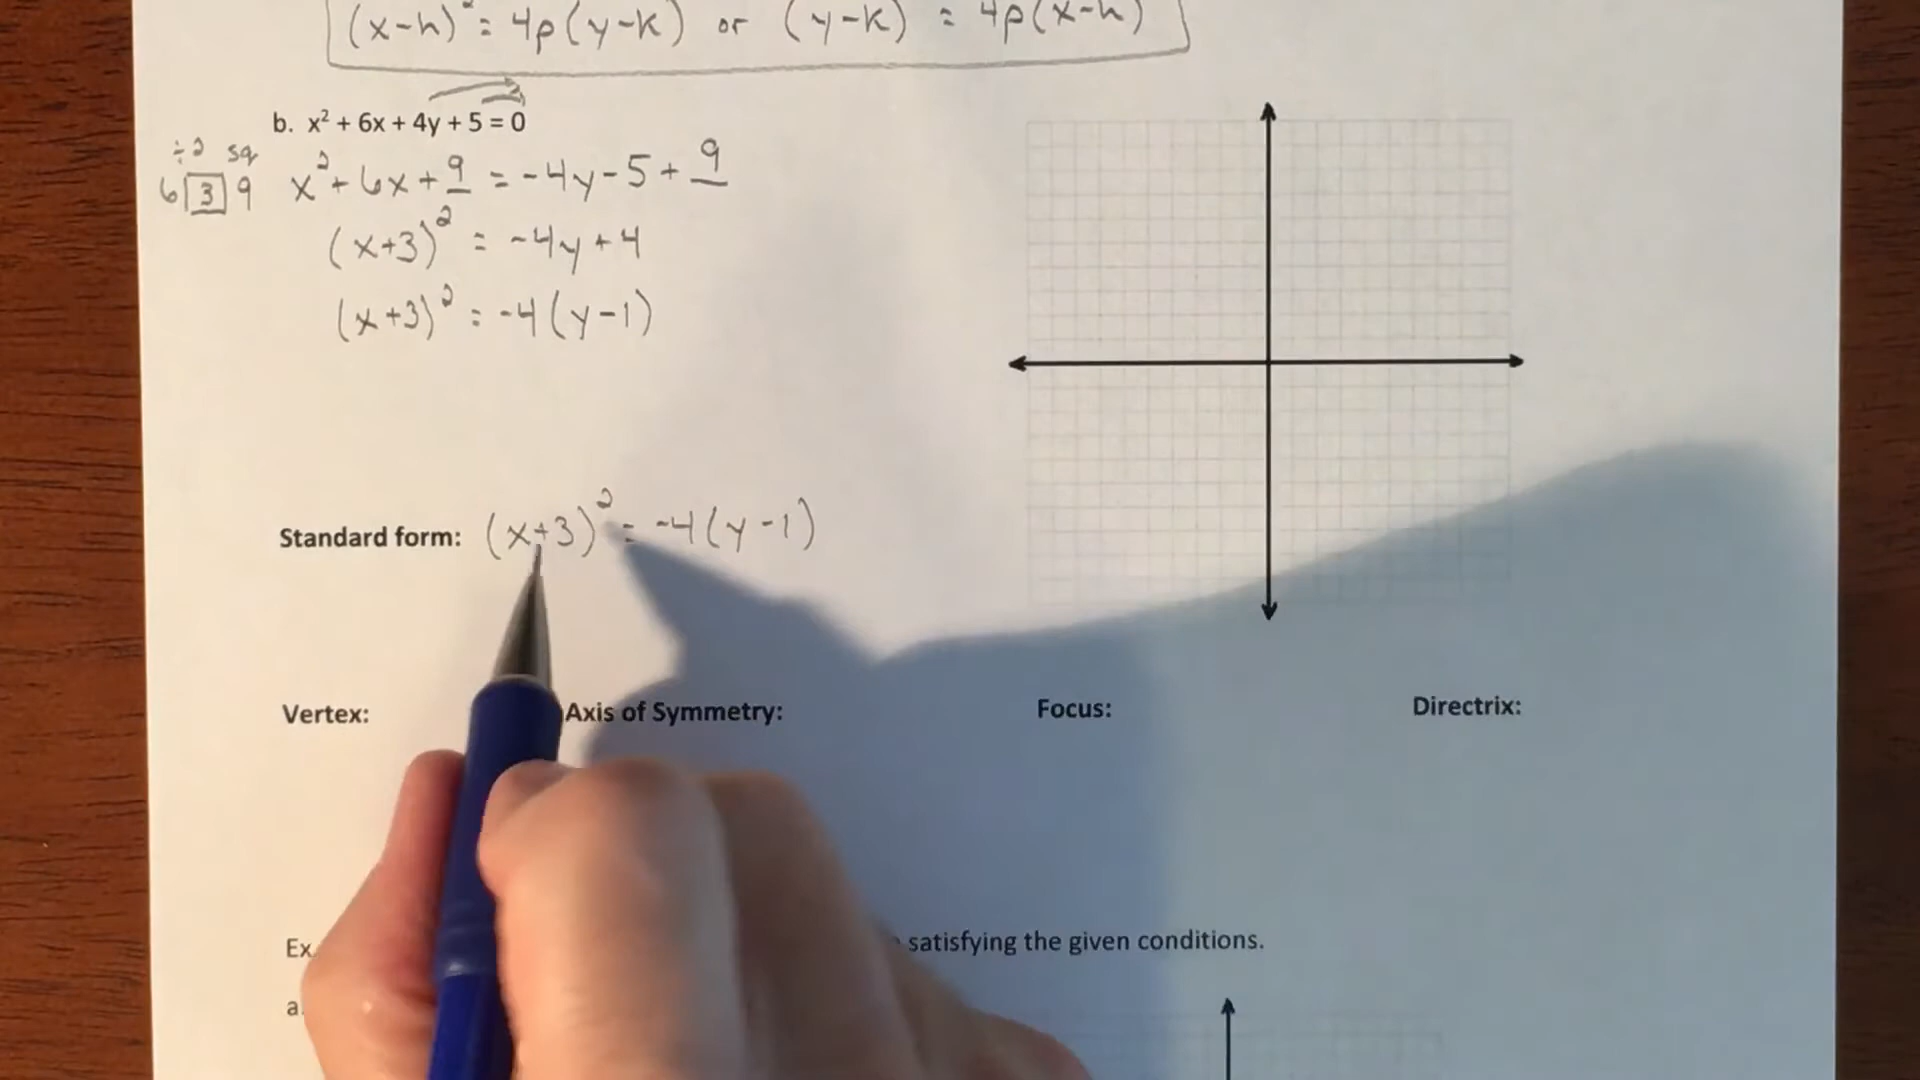 (x-h)² = 4p(y-k) or (y-k) = 4p(x-h)
b. x² + 6x + 4y + 5 = 0
÷2 sq
6 3 9 x² + 6x + 9 = -4y - 5 + 9
(x+3)² = -4y + 4
(x+3)² = -4(y-1)
Standard form: (x+3)² = -4(y-1)
Vertex: Axis of Symmetry: Focus: Directrix:
Ex satisfying the given conditions.
a.